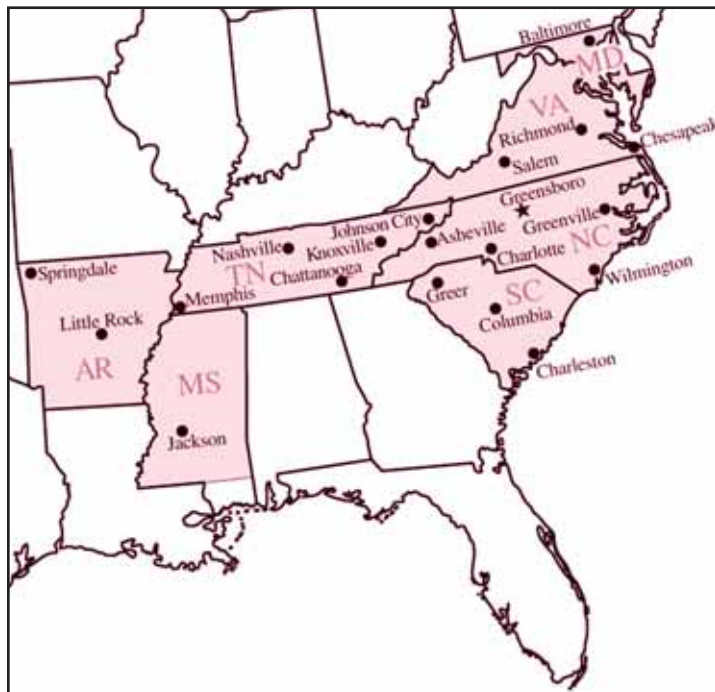 Baltimore
MD
VA
Richmond
Chesapeak
Salem
Greensboro
Johnson City
Greenville
Nashville
Knoxville
Asheville
NC
Charlotte
TN
Chattanooga
Springdale
Wilmington
Greer
SC
Memphis
Columbia
Little Rock
Charleston
AR
MS
Jackson